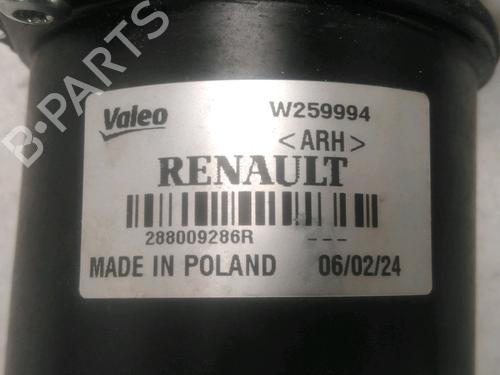 B-PARTS
Valeo
W259994
<ARH>
RENAULT
288009286R ---
MADE IN POLAND 06/02/24